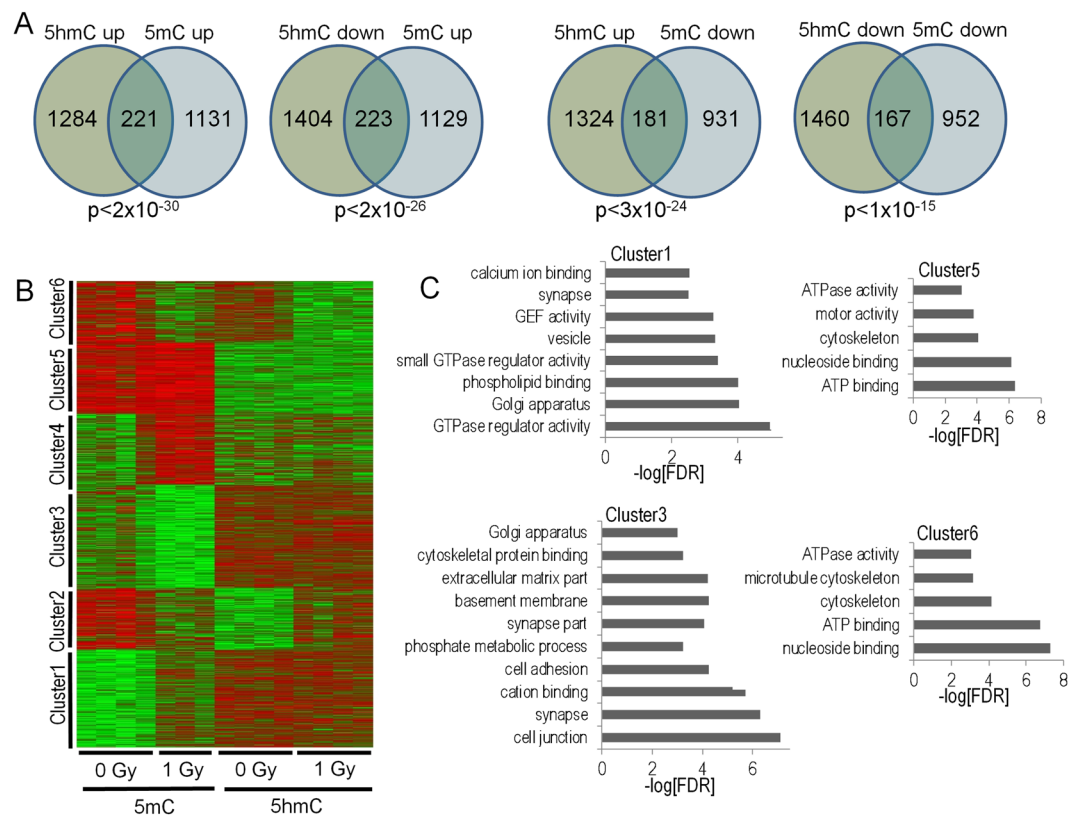 A
5hmC up 5mC up
1284 221 1131
p<2x10-30
5hmC down 5mC up
1404 223 1129
p<2x10-26
5hmC up 5mC down
1324 181 931
p<3x10-24
5hmC down 5mC down
1460 167 952
p<1x10-15
B
Cluster6
Cluster5
Cluster4
Cluster3
Cluster2
Cluster1
0 Gy 1 Gy 0 Gy 1 Gy
5mC 5hmC
C
Cluster1
calcium ion binding
synapse
GEF activity
vesicle
small GTPase regulator activity
phospholipid binding
Golgi apparatus
GTPase regulator activity
0 2 4
-log[FDR]
Cluster5
ATPase activity
motor activity
cytoskeleton
nucleoside binding
ATP binding
0 2 4 6 8
-log[FDR]
Cluster3
Golgi apparatus
cytoskeletal protein binding
extracellular matrix part
basement membrane
synapse part
phosphate metabolic process
cell adhesion
cation binding
synapse
cell junction
0 2 4 6
-log[FDR]
Cluster6
ATPase activity
microtubule cytoskeleton
cytoskeleton
ATP binding
nucleoside binding
0 2 4 6 8
-log[FDR]